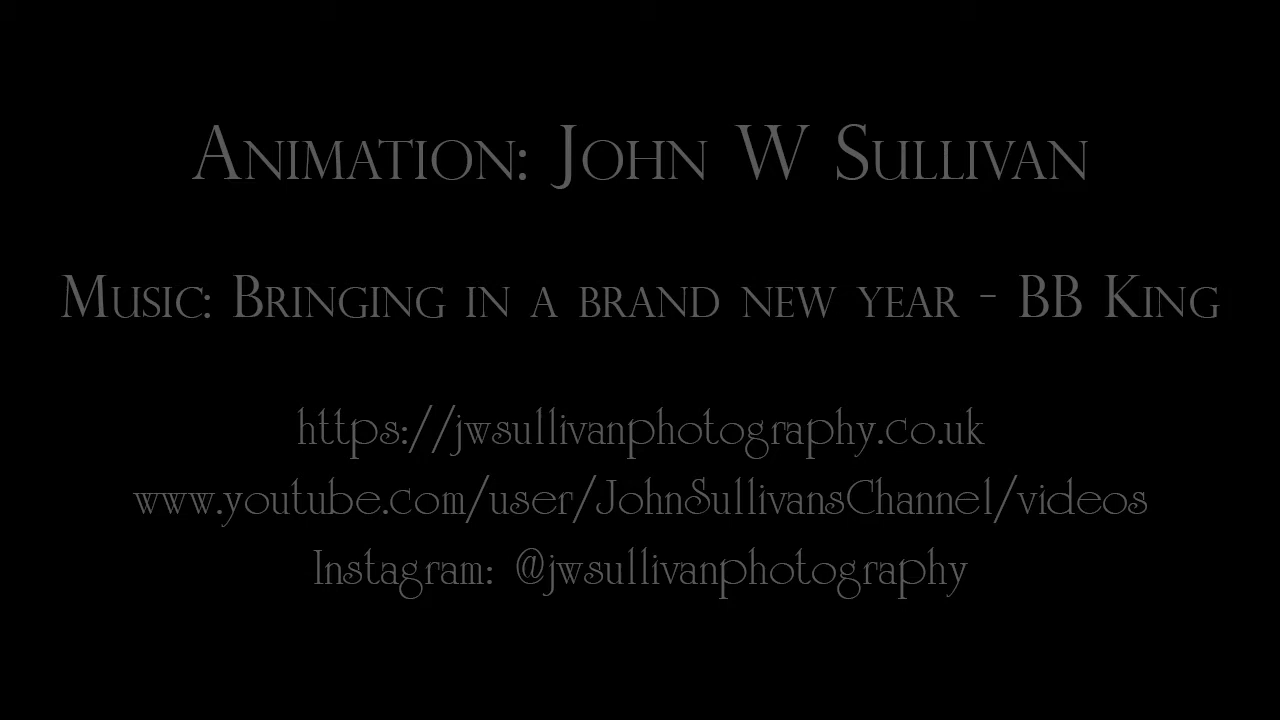 Animation: John W Sullivan
Music: Bringing in a brand new year - BB King
https://jwsullivanphotography.co.uk
www.youtube.com/user/JohnSullivansChannel/videos
Instagram: @jwsullivanphotography